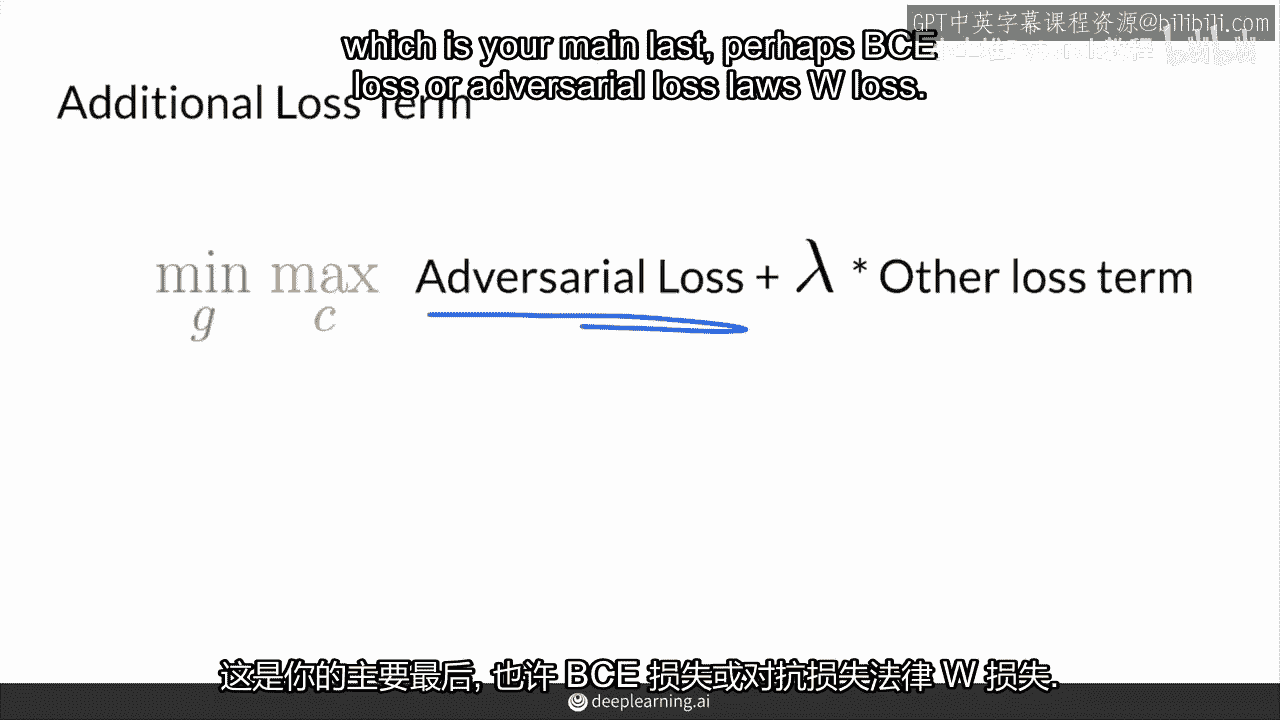 GPT中英字幕课程资源@bilibili.com
which is your main last, perhaps BCE
loss or adversarial loss laws W loss.
Additional Loss Term
min max Adversarial Loss + λ * Other loss term
g c
这是你的主要最后, 也许 BCE 损失或对抗损失法律 W 损失.
deeplearning.ai